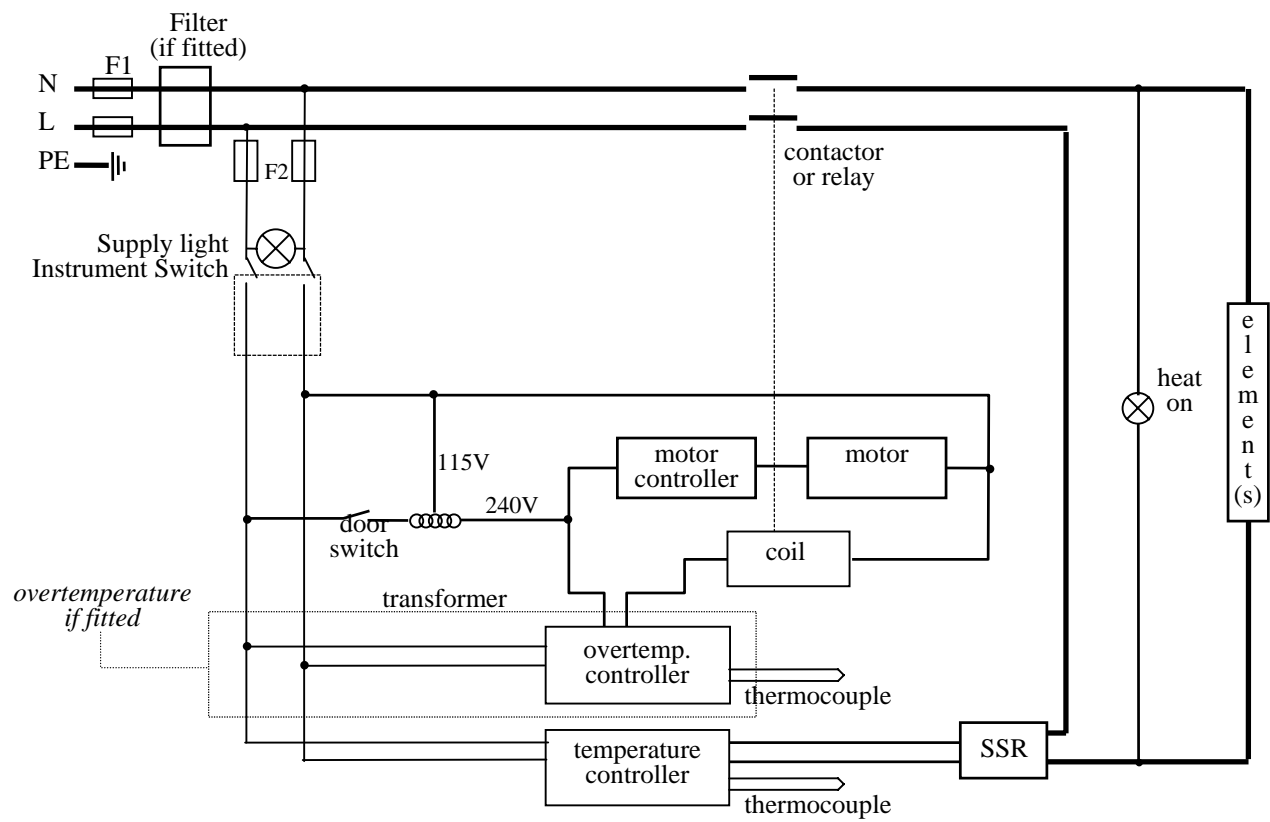 Filter
(if fitted)
F1
N
L
PE
F2
contactor
or relay
Supply light
Instrument Switch
heat
on
element(s)
115V
motor
controller
motor
240V
door
switch
coil
overtemperature
if fitted
transformer
overtemp.
controller
thermocouple
temperature
controller
SSR
thermocouple